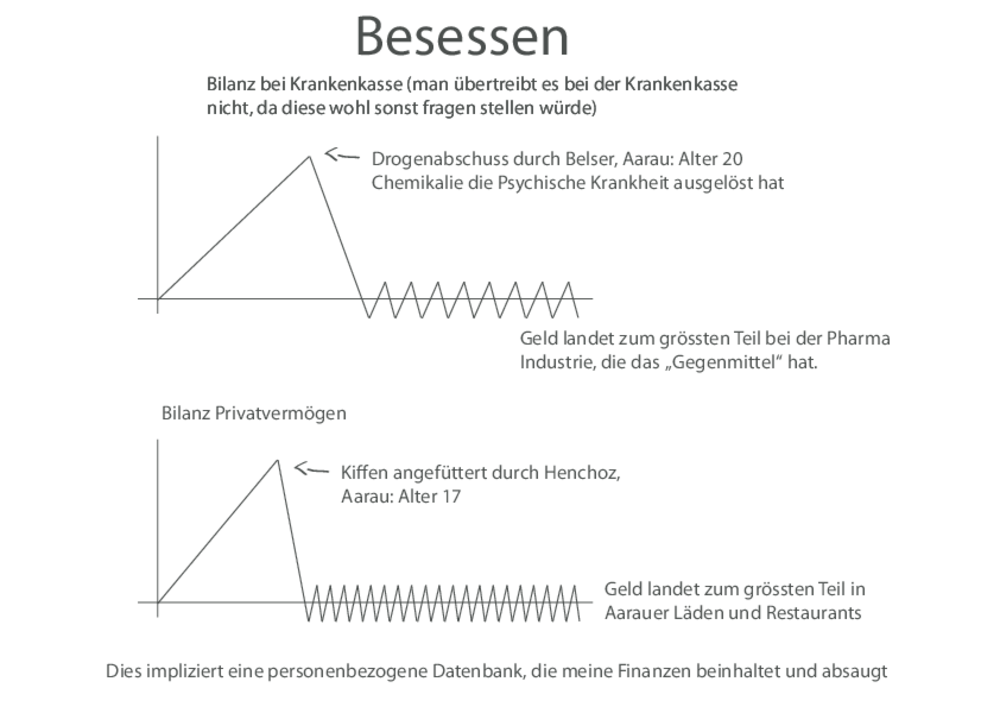 Besessen
Bilanz bei Krankenkasse (man übertreibt es bei der Krankenkasse
nicht, da diese wohl sonst fragen stellen würde)
Drogenabschuss durch Belser, Aarau: Alter 20
Chemikalie die Psychische Krankheit ausgelöst hat
Geld landet zum grössten Teil bei der Pharma
Industrie, die das „Gegenmittel“ hat.
Bilanz Privatvermögen
Kiffen angefüttert durch Henchoz,
Aarau: Alter 17
Geld landet zum grössten Teil in
Aarauer Läden und Restaurants
Dies impliziert eine personenbezogene Datenbank, die meine Finanzen beinhaltet und absaugt